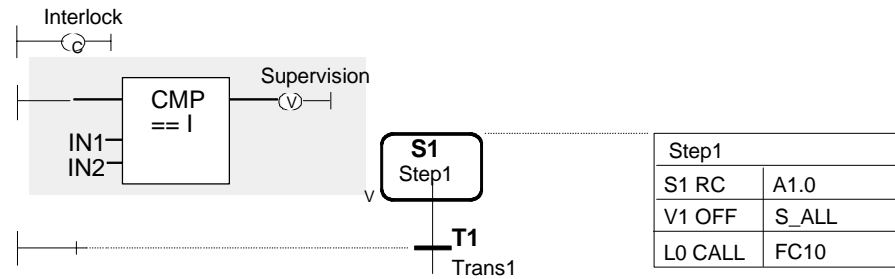 Interlock
C
Supervision
CMP
== I
V
IN1
IN2
S1
Step1
V
T1
Trans1
Step1
S1 RC A1.0
V1 OFF S_ALL
L0 CALL FC10